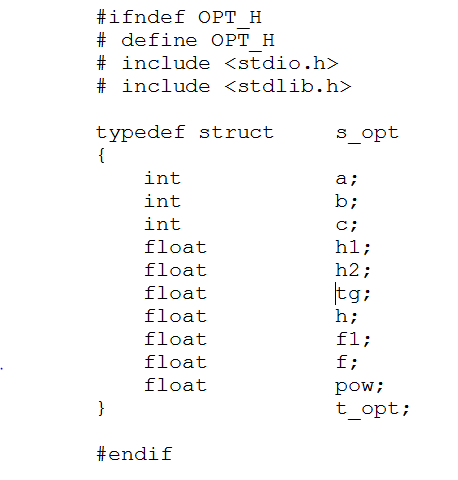 #ifndef OPT_H
# define OPT_H
# include <stdio.h>
# include <stdlib.h>
typedef struct s_opt
{
int a;
int b;
int c;
float h1;
float h2;
float tg;
float h;
float f1;
float f;
float pow;
} t_opt;
#endif